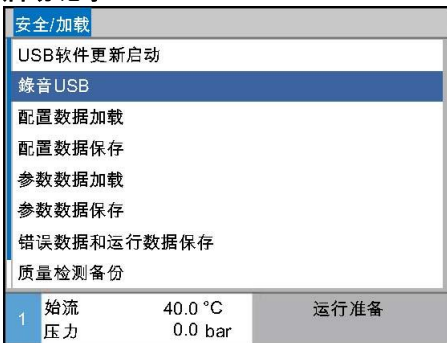 安全/加载
USB软件更新启动
錄音USB
配置数据加载
配置数据保存
参数数据加载
参数数据保存
错误数据和运行数据保存
质量检测备份
1 始流 40.0 °C 运行准备
压力 0.0 bar